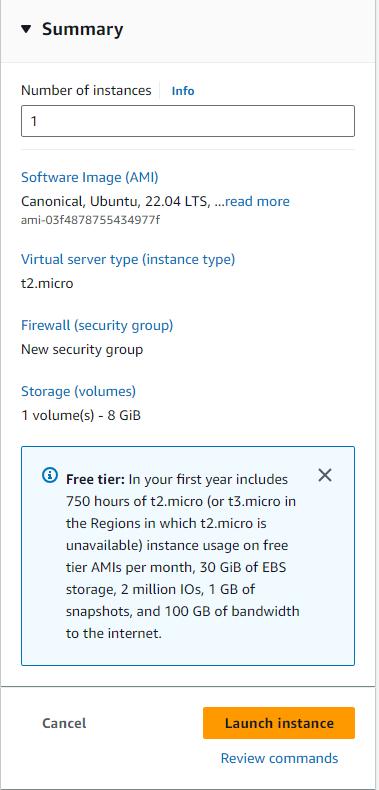 Summary
Number of instances Info
1
Software Image (AMI)
Canonical, Ubuntu, 22.04 LTS, ...read more
ami-03f4878755434977f
Virtual server type (instance type)
t2.micro
Firewall (security group)
New security group
Storage (volumes)
1 volume(s) - 8 GiB
Free tier: In your first year includes
750 hours of t2.micro (or t3.micro in
the Regions in which t2.micro is
unavailable) instance usage on free
tier AMIs per month, 30 GiB of EBS
storage, 2 million IOs, 1 GB of
snapshots, and 100 GB of bandwidth
to the internet.
Cancel Launch instance
Review commands